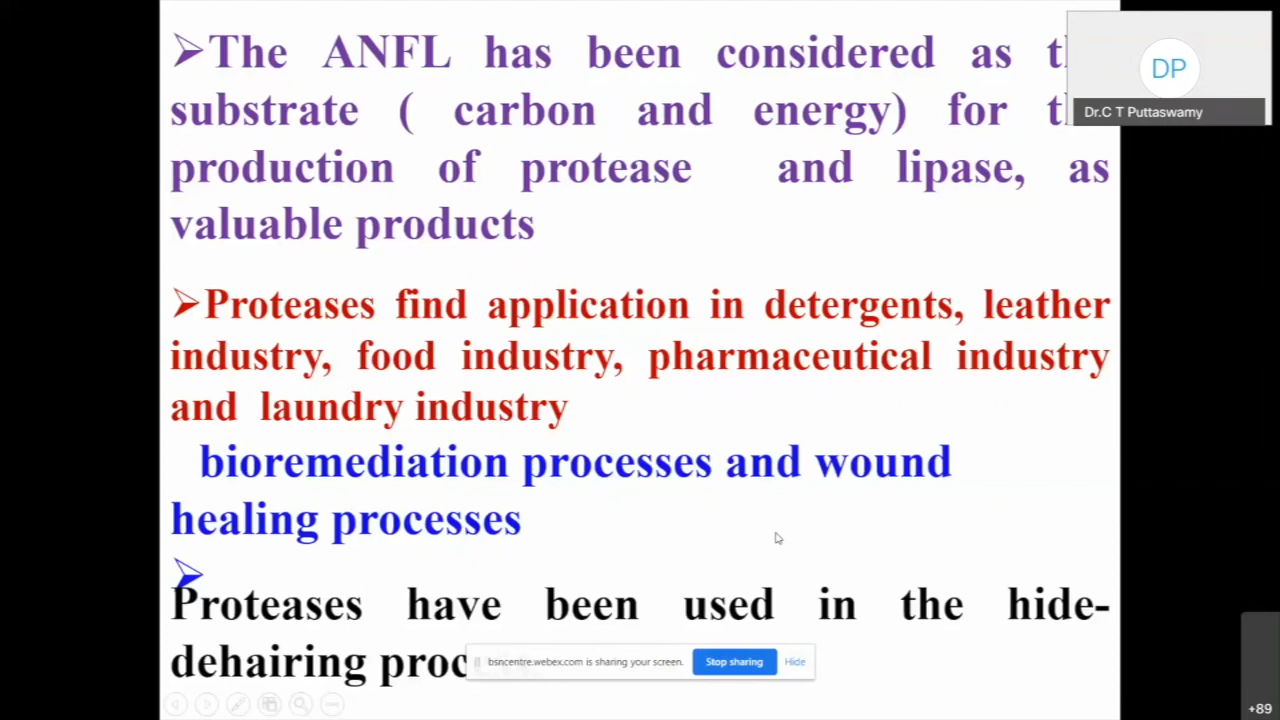 ➢The ANFL has been considered as
substrate ( carbon and energy) for
production of protease and lipase, as
valuable products
➢Proteases find application in detergents, leather
industry, food industry, pharmaceutical industry
and laundry industry
bioremediation processes and wound
healing processes
➢
Proteases have been used in the hide-
dehairing
DP
Dr.C T Puttaswamy
bsncentre.webex.com is sharing your screen.
Stop sharing
Hide
+89